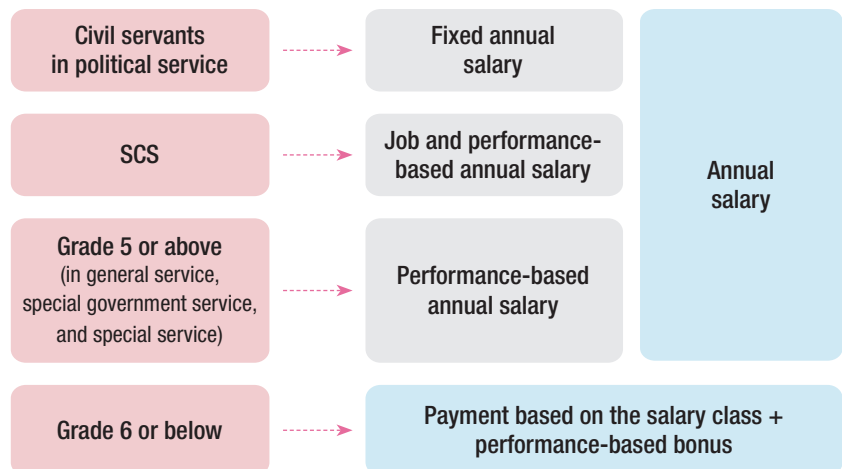 Civil servants
in political service
Fixed annual
salary
SCS
Job and performance-
based annual salary
Annual
salary
Grade 5 or above
(in general service,
special government service,
and special service)
Performance-based
annual salary
Grade 6 or below
Payment based on the salary class +
performance-based bonus